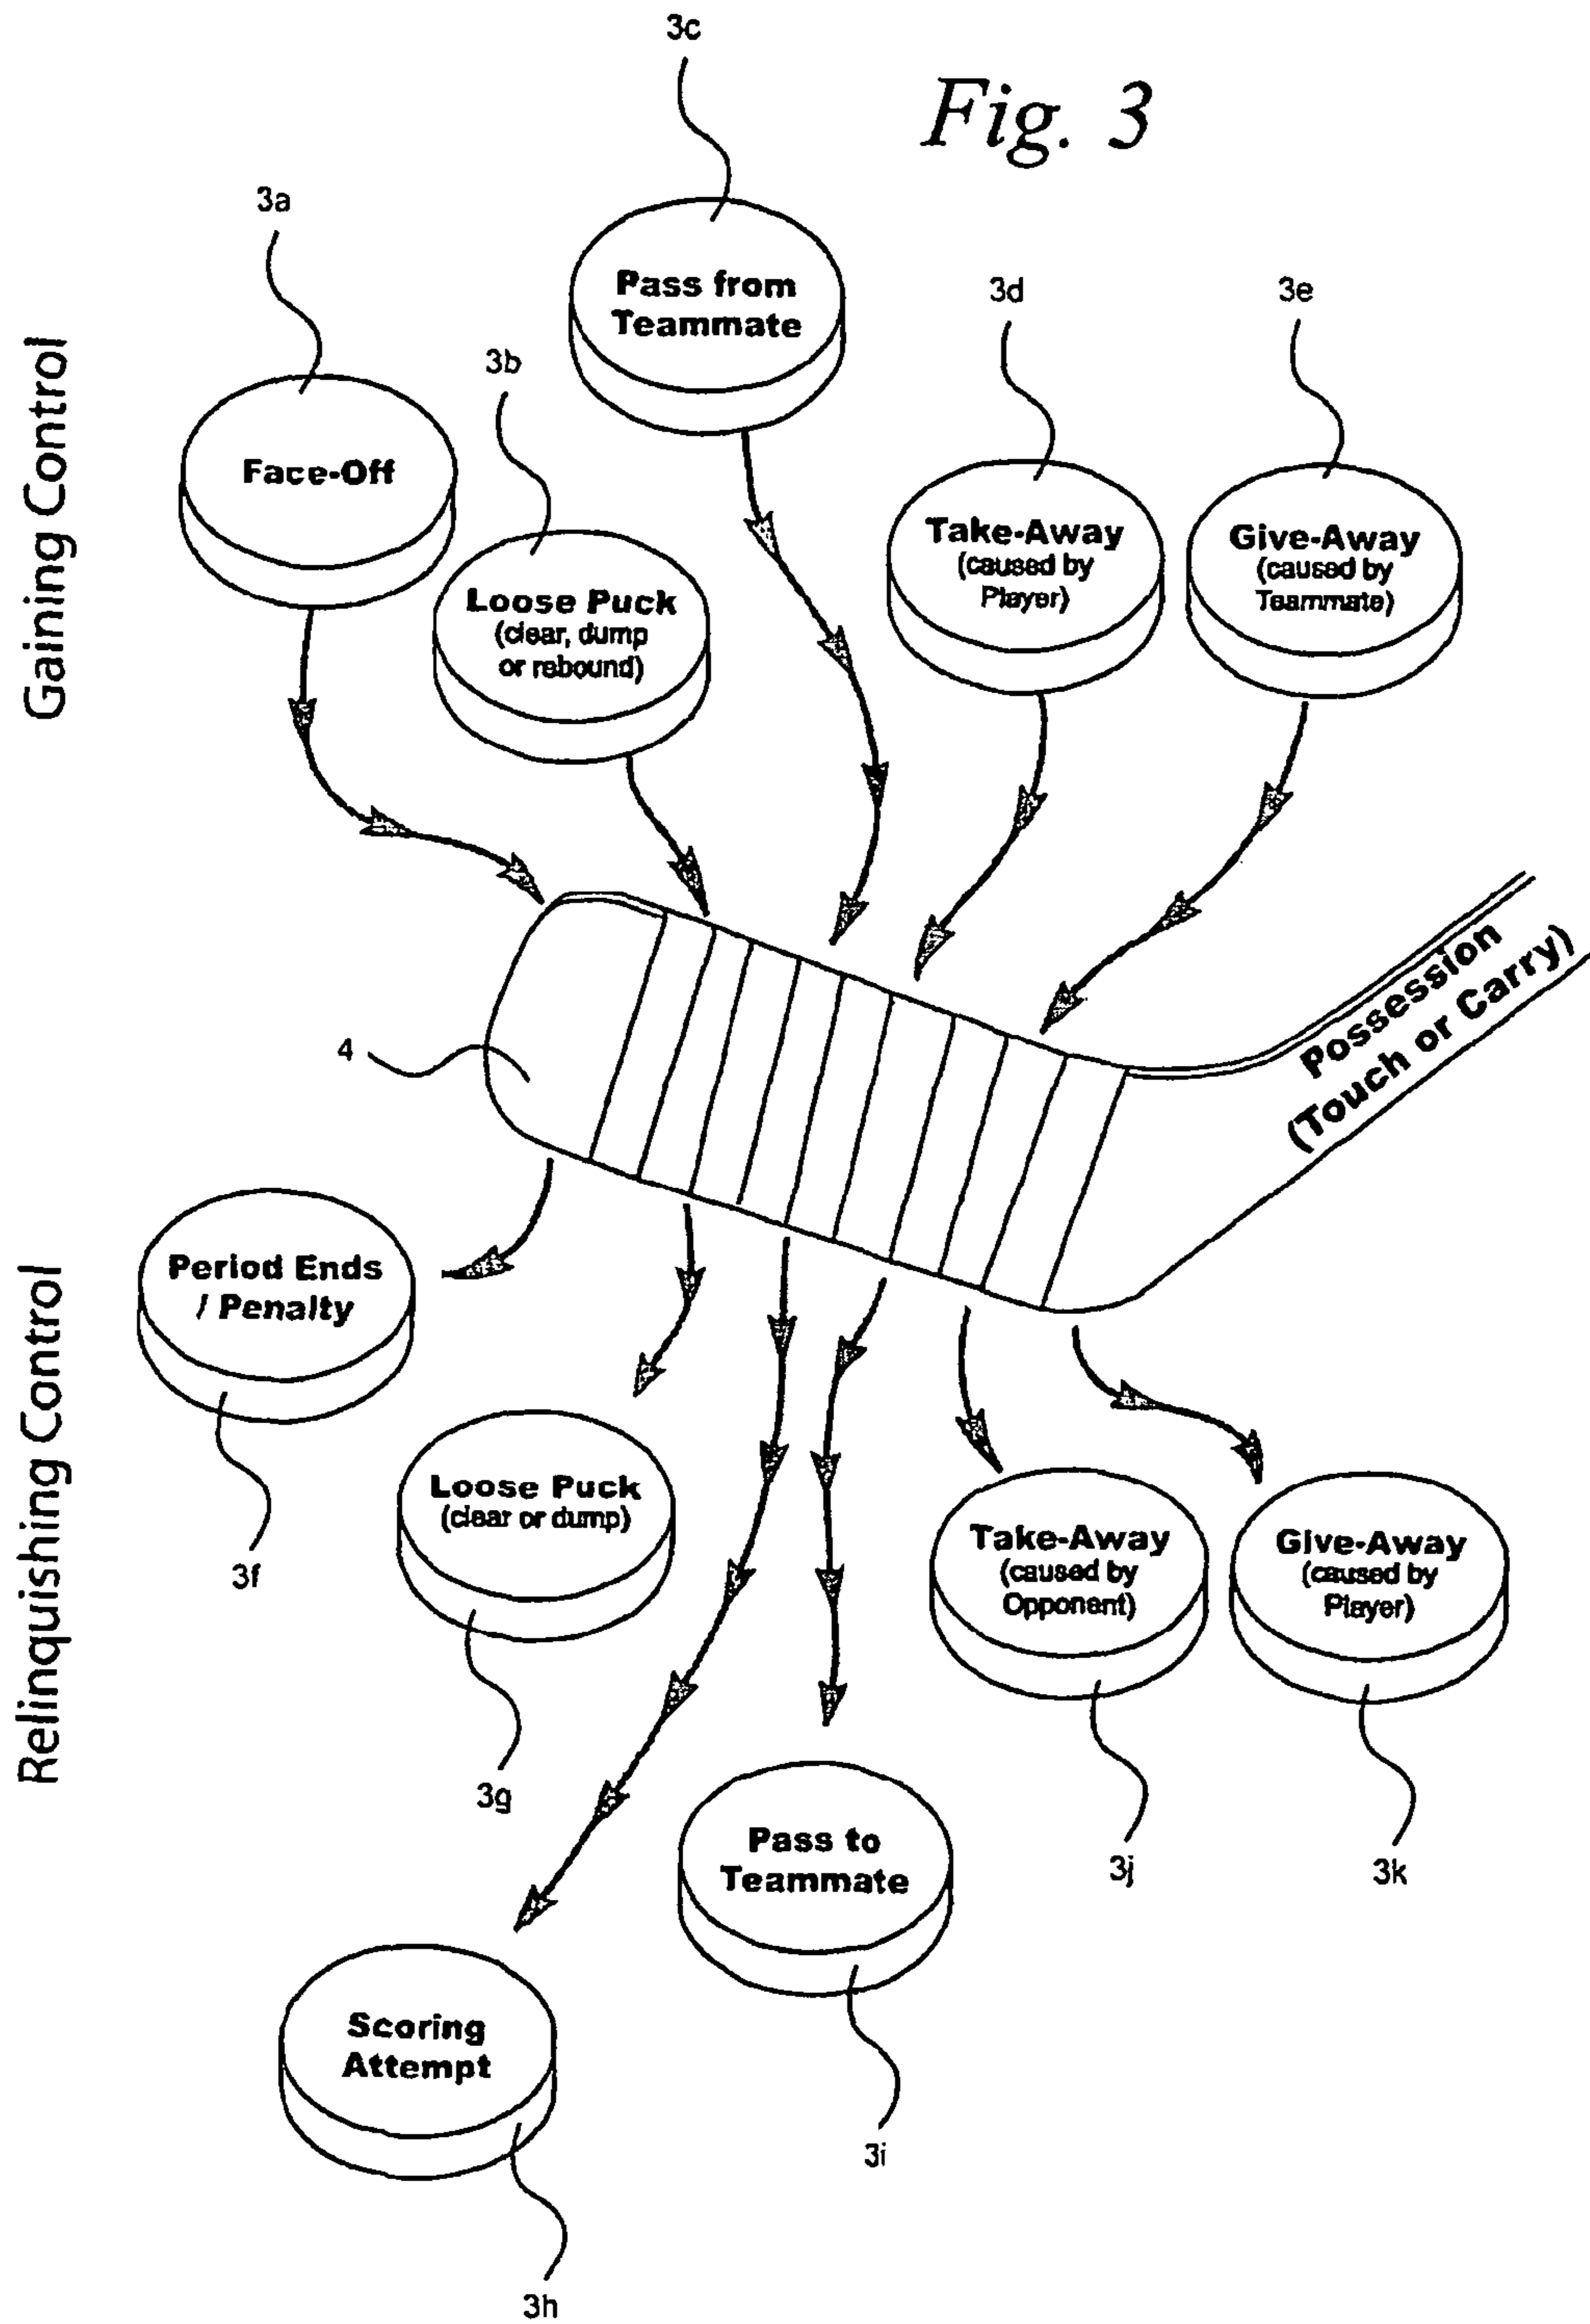 Fig. 3
Gaining Control
3a
3b
3c
3d
3e
Face-Off
Loose Puck
(clear, dump
or rebound)
Pass from
Teammate
Take-Away
(caused by
Player)
Give-Away
(caused by
Teammate)
4
Possession
(Touch or Carry)
Relinquishing Control
Period Ends
/ Penalty
3f
Loose Puck
(clear or dump)
3g
Scoring
Attempt
3h
Pass to
Teammate
3i
Take-Away
(caused by
Opponent)
3j
Give-Away
(caused by
Player)
3k